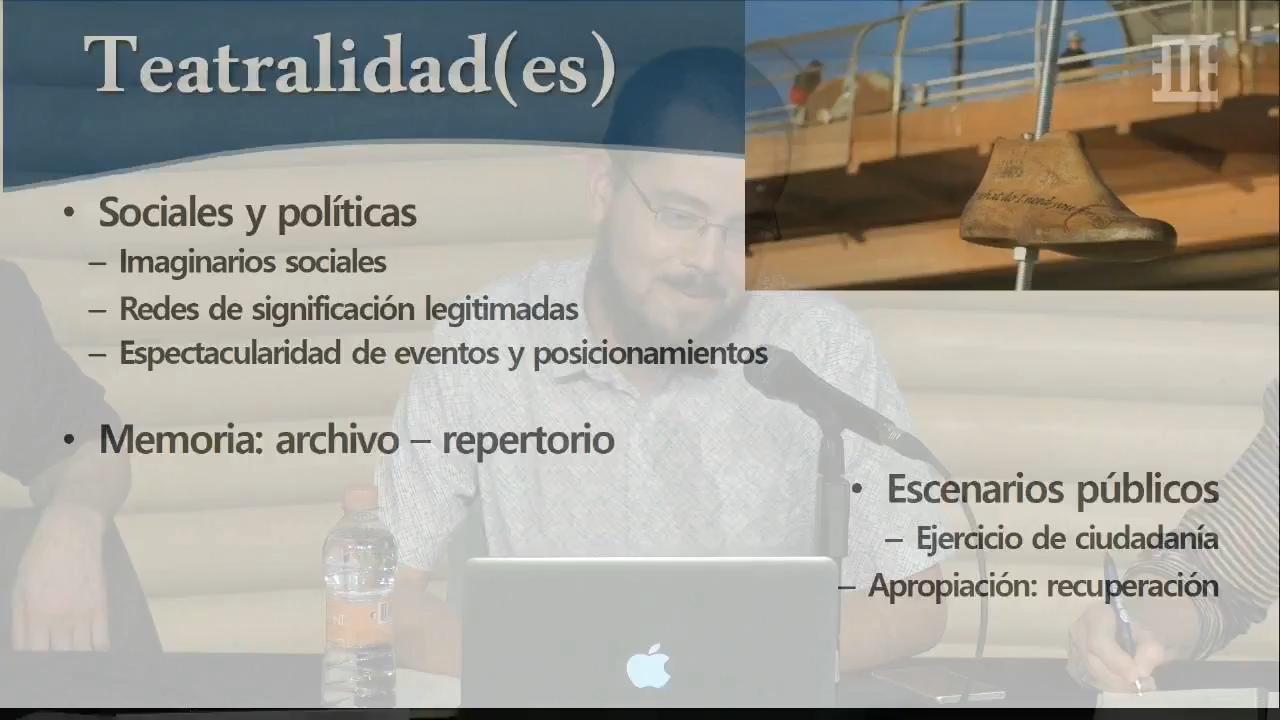 Teatralidad(es)
• Sociales y políticas
– Imaginarios sociales
– Redes de significación legitimadas
– Espectacularidad de eventos y posicionamientos
• Memoria: archivo – repertorio
• Escenarios públicos
– Ejercicio de ciudadanía
– Apropiación: recuperación